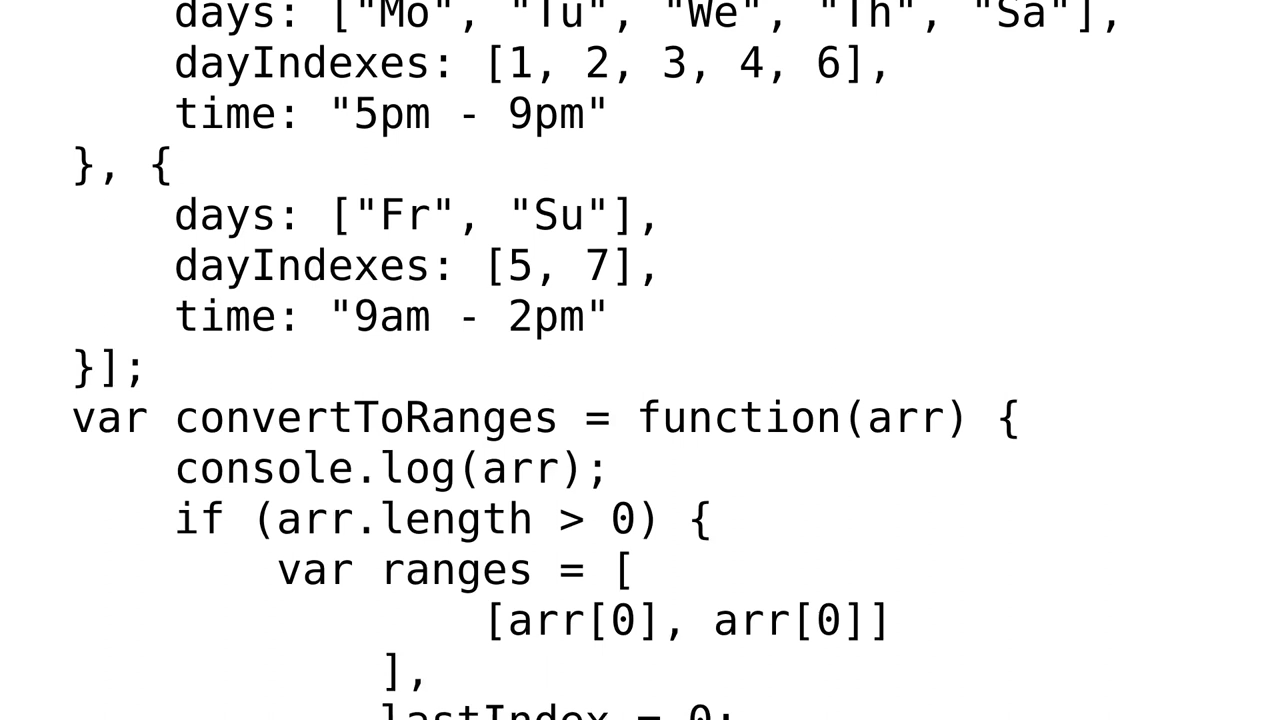 days: ["Mo", "Tu", "We", "Th", "Sa"],
dayIndexes: [1, 2, 3, 4, 6],
time: "5pm - 9pm"
}, {
days: ["Fr", "Su"],
dayIndexes: [5, 7],
time: "9am - 2pm"
}];
var convertToRanges = function(arr) {
console.log(arr);
if (arr.length > 0) {
var ranges = [
[arr[0], arr[0]]
],
lastIndex = 0;